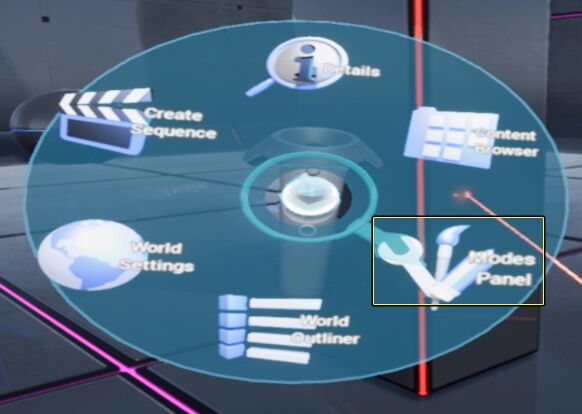 Details
Create
Sequence
Content
Browser
World
Settings
Modes
Panel
World
Outliner